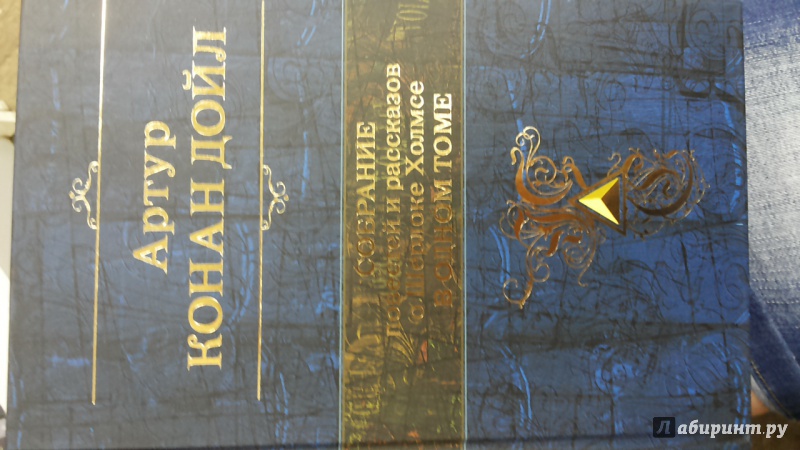 Артур
КОНАН ДОЙЛ
СОБРАНИЕ
повестей и рассказов
о Шерлоке Холмсе
В ОДНОМ ТОМЕ
Лабиринт.ру